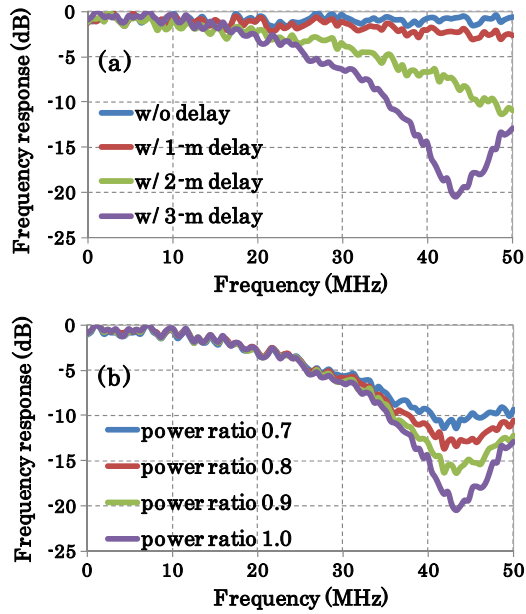 0
-5
-10
-15
-20
-25
Frequency response (dB)
(a)
w/o delay
w/ 1-m delay
w/ 2-m delay
w/ 3-m delay
0 10 20 30 40 50
Frequency (MHz)
0
-5
-10
-15
-20
-25
Frequency response (dB)
(b)
power ratio 0.7
power ratio 0.8
power ratio 0.9
power ratio 1.0
0 10 20 30 40 50
Frequency (MHz)